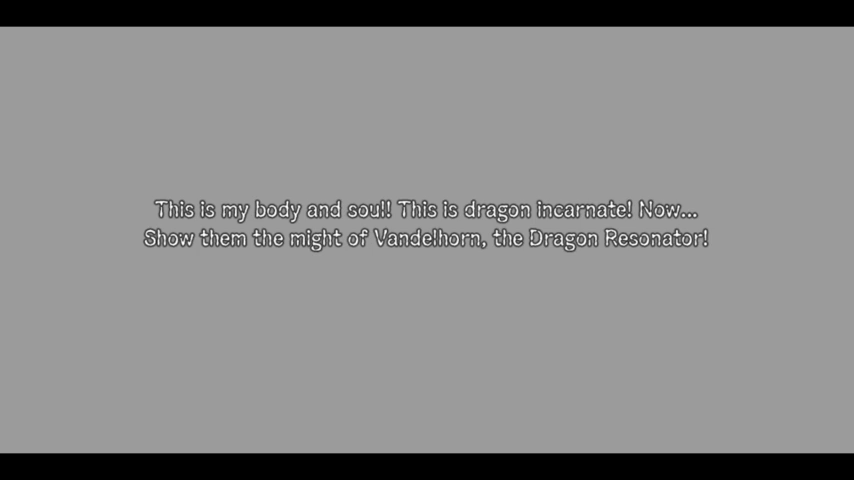 This is my body and soul! This is dragon incarnate! Now...
Show them the might of Vandelhorn, the Dragon Resonator!